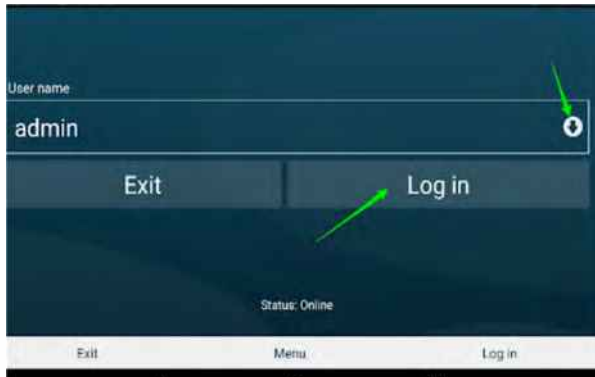 User name
admin
Exit Log in
Status: Online
Exit Menu Log in